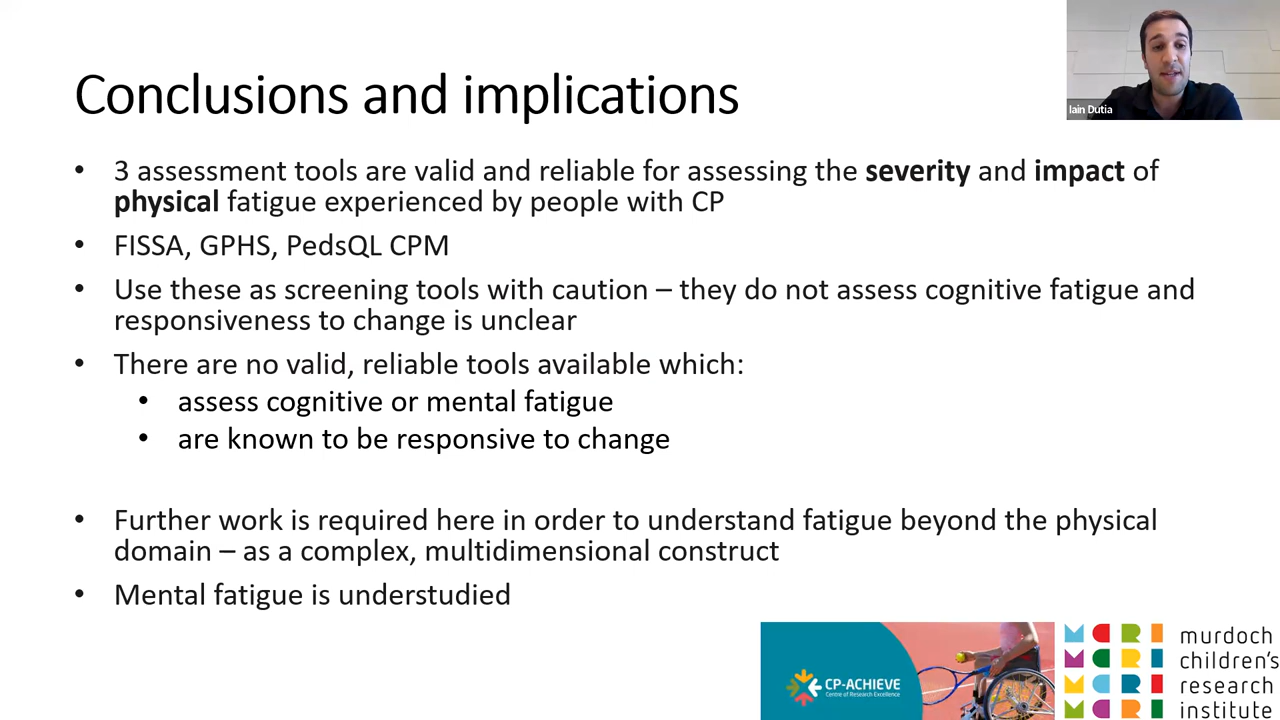 Conclusions and implications
Iain Dutia
• 3 assessment tools are valid and reliable for assessing the severity and impact of
physical fatigue experienced by people with CP
• FISSA, GPHS, PedsQL CPM
• Use these as screening tools with caution – they do not assess cognitive fatigue and
responsiveness to change is unclear
• There are no valid, reliable tools available which:
• assess cognitive or mental fatigue
• are known to be responsive to change
• Further work is required here in order to understand fatigue beyond the physical
domain – as a complex, multidimensional construct
• Mental fatigue is understudied
CP-ACHIEVE
Centre of Research Excellence
MCRI
MCRI
MCRI
MCRI
murdoch
children's
research
institute